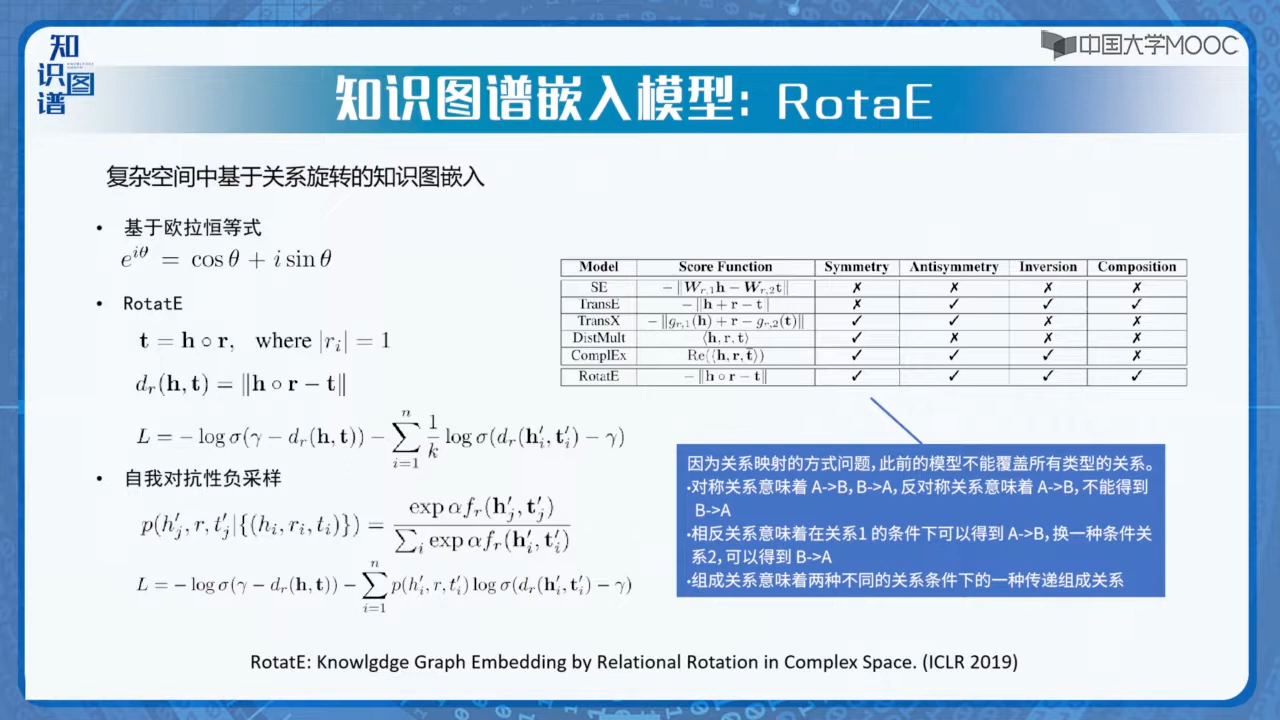 知识图谱
中国大学MOOC
知识图谱嵌入模型：RotaE
复杂空间中基于关系旋转的知识图嵌入
• 基于欧拉恒等式
e^{iθ} = cos θ + i sin θ
• RotatE
t = h ∘ r, where |r_i| = 1
d_r(h, t) = ‖h ∘ r − t‖
L = − log σ(γ − d_r(h, t)) − ∑_{i=1}^{n} 1/k log σ(d_r(h′_i, t′_i) − γ)
• 自我对抗性负采样
p(h′_j, r, t′_j|{(h_i, r_i, t_i)}) = exp αf_r(h′_j, t′_j) / ∑_i exp αf_r(h′_i, t′_i)
L = − log σ(γ − d_r(h, t)) − ∑_{i=1}^{n} p(h′_i, r, t′_i) log σ(d_r(h′_i, t′_i) − γ)
Model Score Function Symmetry Antisymmetry Inversion Composition
SE −‖W_{r,1}h − W_{r,2}t‖ ✗ ✗ ✗ ✗
TransE −‖h + r − t‖ ✗ ✓ ✓ ✓
TransX −‖g_{r,1}(h) + r − g_{r,2}(t)‖ ✓ ✓ ✗ ✗
DistMult ⟨h, r, t⟩ ✓ ✗ ✗ ✗
ComplEx Re(⟨h, r, t̄⟩) ✓ ✓ ✓ ✗
RotatE −‖h ∘ r − t‖ ✓ ✓ ✓ ✓
因为关系映射的方式问题，此前的模型不能覆盖所有类型的关系。
·对称关系意味着 A->B，B->A，反对称关系意味着 A->B，不能得到
B->A
·相反关系意味着在关系1 的条件下可以得到 A->B，换一种条件关
系2，可以得到 B->A
·组成关系意味着两种不同的关系条件下的一种传递组成关系
RotatE: Knowlgdge Graph Embedding by Relational Rotation in Complex Space. (ICLR 2019)